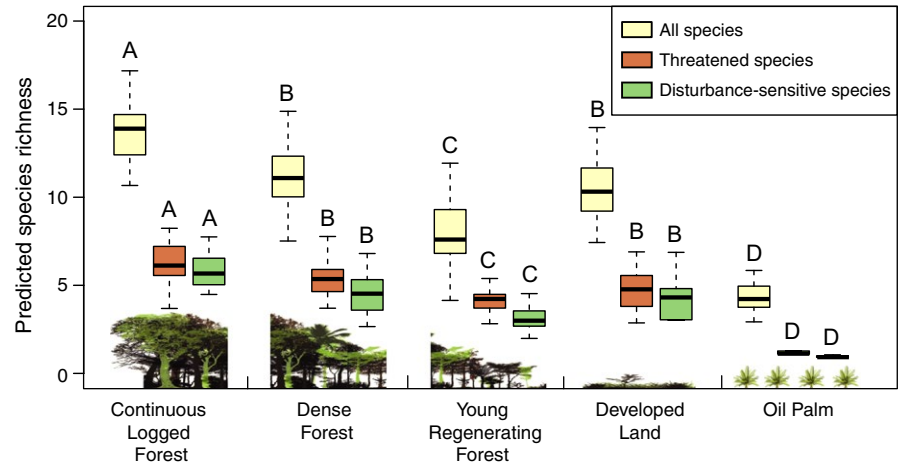 Predicted species richness
20
15
10
5
0
All species
Threatened species
Disturbance-sensitive species
A
A
A
B
B
B
C
C
C
B
B
B
D
D
D
Continuous
Logged
Forest
Dense
Forest
Young
Regenerating
Forest
Developed
Land
Oil Palm